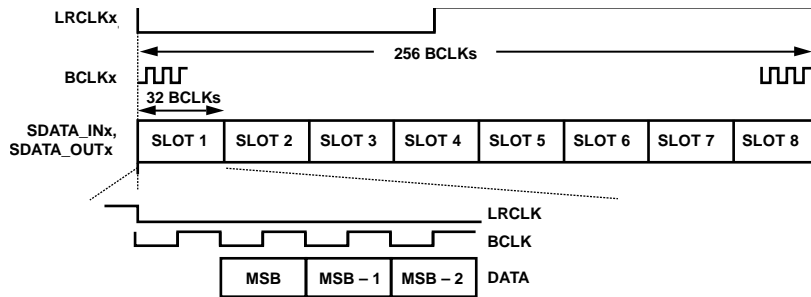 LRCLKx
256 BCLKs
BCLKx
32 BCLKs
SDATA_INx,
SDATA_OUTx
SLOT 1 SLOT 2 SLOT 3 SLOT 4 SLOT 5 SLOT 6 SLOT 7 SLOT 8
LRCLK
BCLK
MSB MSB – 1 MSB – 2 DATA